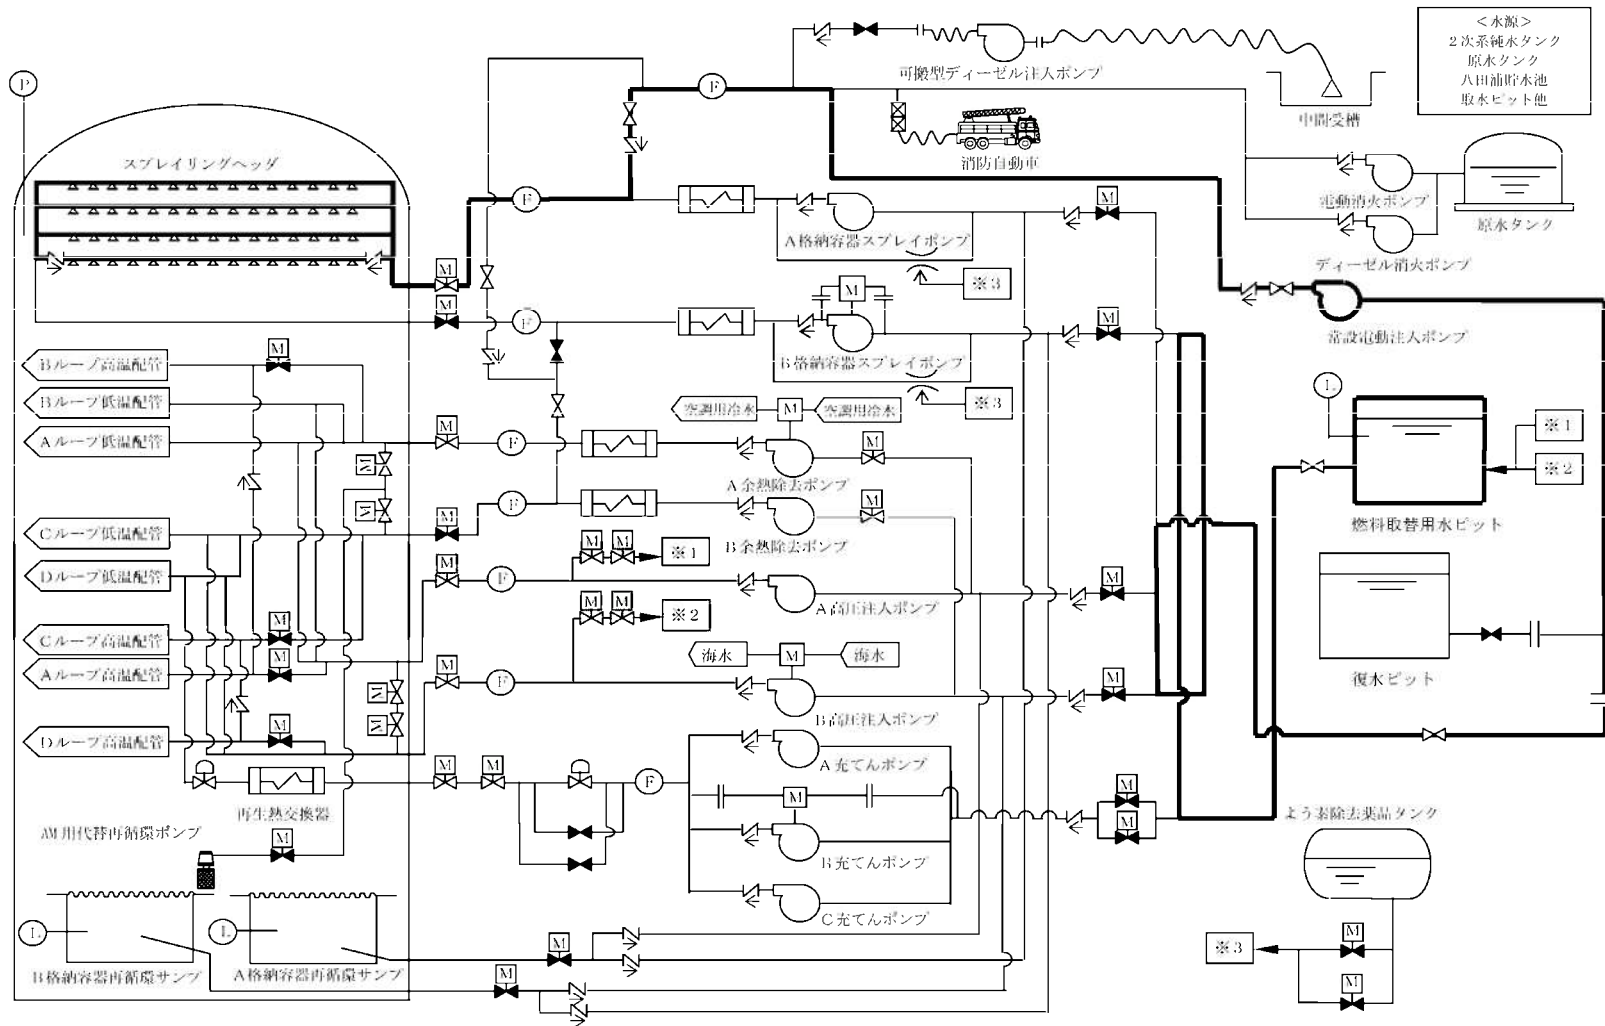 <水源>
2次系純水タンク
原水タンク
八田浦貯水池
取水ピット他
P
F
可搬型ディーゼル注入ポンプ
中間受槽
消防自動車
スプレイリングヘッダ
F
M
A格納容器スプレイポンプ
電動消火ポンプ
原水タンク
ディーゼル消火ポンプ
M
※3
M
M
F
M
常設電動注入ポンプ
B格納容器スプレイポンプ
※3
Bループ高温配管
M
Bループ低温配管
空調用冷水
M
空調用冷水
L
※1
※2
Aループ低温配管
M
F
M
M
A余熱除去ポンプ
M
M
燃料取替用水ピット
Cループ低温配管
M
F
B余熱除去ポンプ
M
M
※1
Dループ低温配管
M
F
M
A高圧注入ポンプ
M
M
※2
Cループ高温配管
M
海水
M
海水
Aループ高温配管
M
M
F
M
復水ピット
M
M
B高圧注入ポンプ
Dループ高温配管
M
A充てんポンプ
M
M
F
M
M
M
再生熱交換器
よう素除去薬品タンク
AM用代替再循環ポンプ
M
B充てんポンプ
C充てんポンプ
L
L
M
M
※3
M
M
B格納容器再循環サンプ
A格納容器再循環サンプ